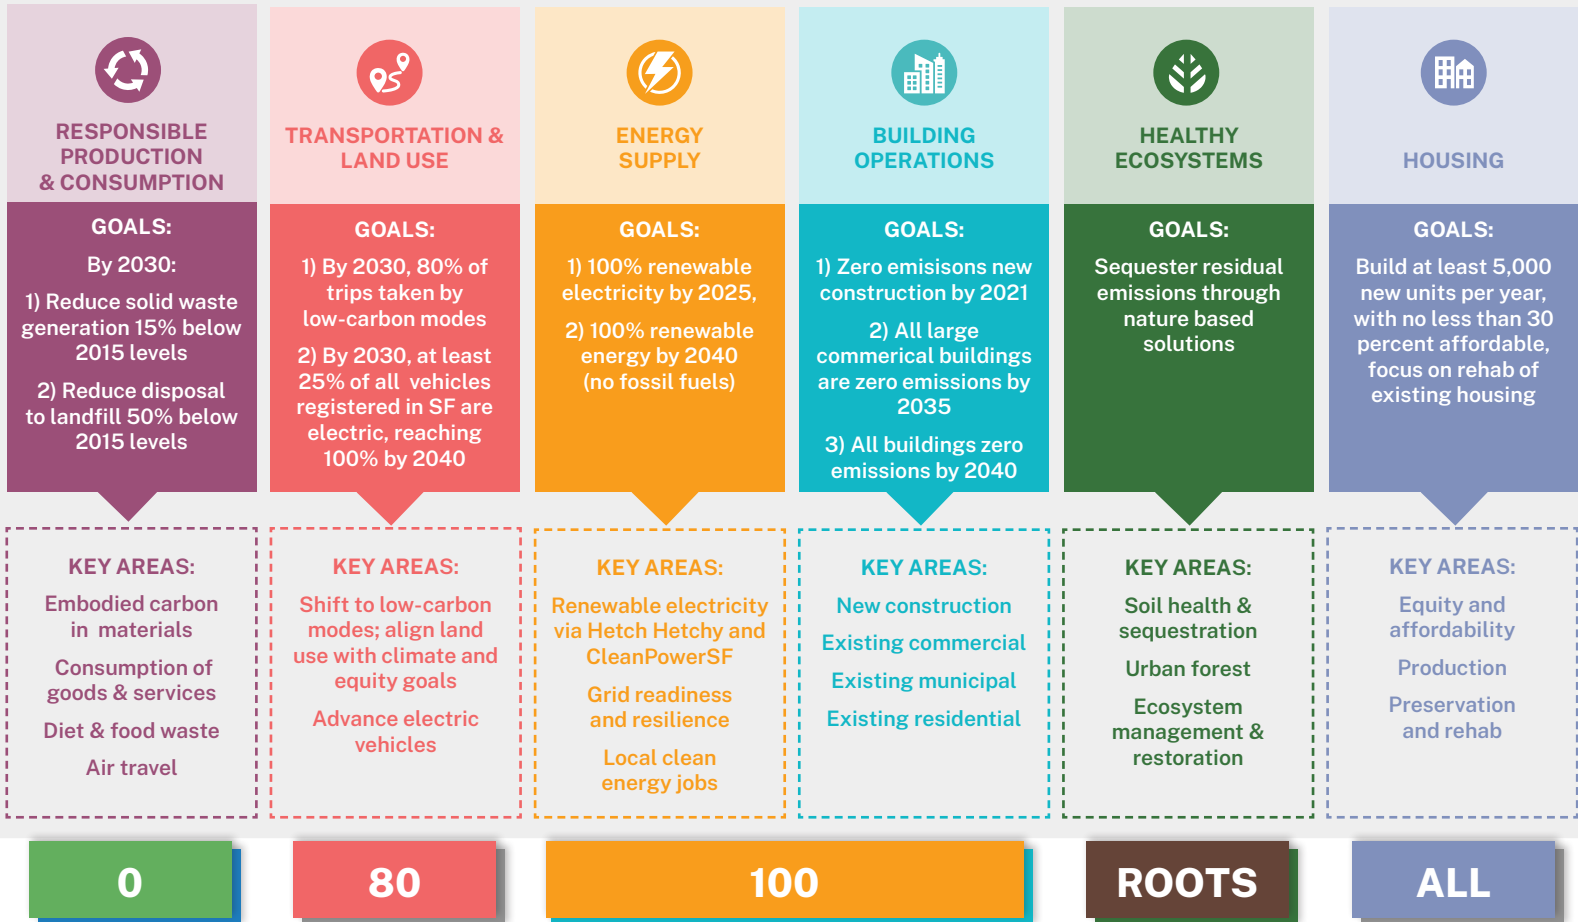 RESPONSIBLE
PRODUCTION
& CONSUMPTION
GOALS:
By 2030:
1) Reduce solid waste
generation 15% below
2015 levels
2) Reduce disposal
to landfill 50% below
2015 levels
KEY AREAS:
Embodied carbon
in materials
Consumption of
goods & services
Diet & food waste
Air travel
0
TRANSPORTATION &
LAND USE
GOALS:
1) By 2030, 80% of
trips taken by
low-carbon modes
2) By 2030, at least
25% of all vehicles
registered in SF are
electric, reaching
100% by 2040
KEY AREAS:
Shift to low-carbon
modes; align land
use with climate and
equity goals
Advance electric
vehicles
80
ENERGY
SUPPLY
GOALS:
1) 100% renewable
electricity by 2025,
2) 100% renewable
energy by 2040
(no fossil fuels)
KEY AREAS:
Renewable electricity
via Hetch Hetchy and
CleanPowerSF
Grid readiness
and resilience
Local clean
energy jobs
BUILDING
OPERATIONS
GOALS:
1) Zero emisisons new
construction by 2021
2) All large
commerical buildings
are zero emissions by
2035
3) All buildings zero
emissions by 2040
KEY AREAS:
New construction
Existing commercial
Existing municipal
Existing residential
100
HEALTHY
ECOSYSTEMS
GOALS:
Sequester residual
emissions through
nature based
solutions
KEY AREAS:
Soil health &
sequestration
Urban forest
Ecosystem
management &
restoration
ROOTS
HOUSING
GOALS:
Build at least 5,000
new units per year,
with no less than 30
percent affordable,
focus on rehab of
existing housing
KEY AREAS:
Equity and
affordability
Production
Preservation
and rehab
ALL